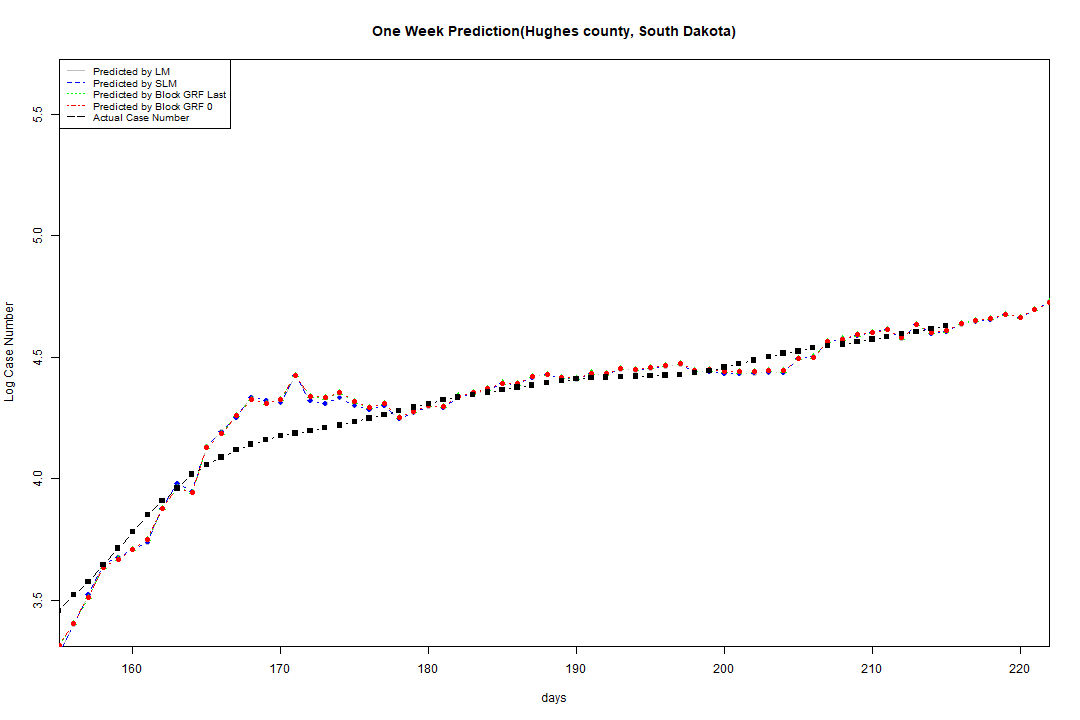 One Week Prediction(Hughes county, South Dakota)
Predicted by LM
Predicted by SLM
Predicted by Block GRF Last
Predicted by Block GRF 0
Actual Case Number
5.5
5.0
4.5
4.0
3.5
Log Case Number
160 170 180 190 200 210 220
days